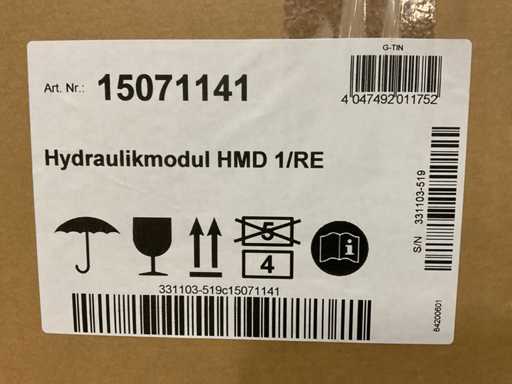 G-TIN
Art. Nr.: 15071141
4 047492 011752
Hydraulikmodul HMD 1/RE
S/N 331103-519
5
4
i
331103-519c15071141
84200601